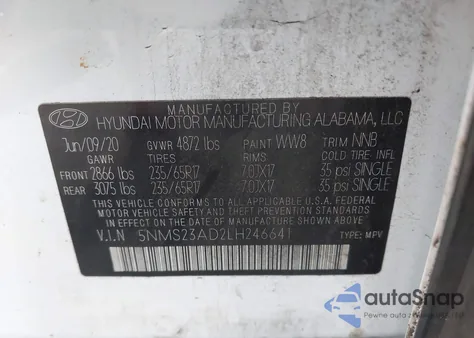 MANUFACTURED BY
HYUNDAI MOTOR MANUFACTURING ALABAMA, LLC
Jun/09/20 GVWR 4872 lbs PAINT WW8 TRIM NNB
GAWR TIRES RIMS COLD TIRE INFL
FRONT 2866 lbs 235/65R17 7.0JX17 35 psi SINGLE
REAR 3075 lbs 235/65R17 7.0JX17 35 psi SINGLE
THIS VEHICLE CONFORMS TO ALL APPLICABLE U.S.A. FEDERAL
MOTOR VEHICLE SAFETY STANDARDS IN EFFECT ON THE
DATE OF MANUFACTURE SHOWN ABOVE.
V.I.N 5NMS23AD2LH246641 TYPE: MPV
autoSnap
Pewne auto z USA